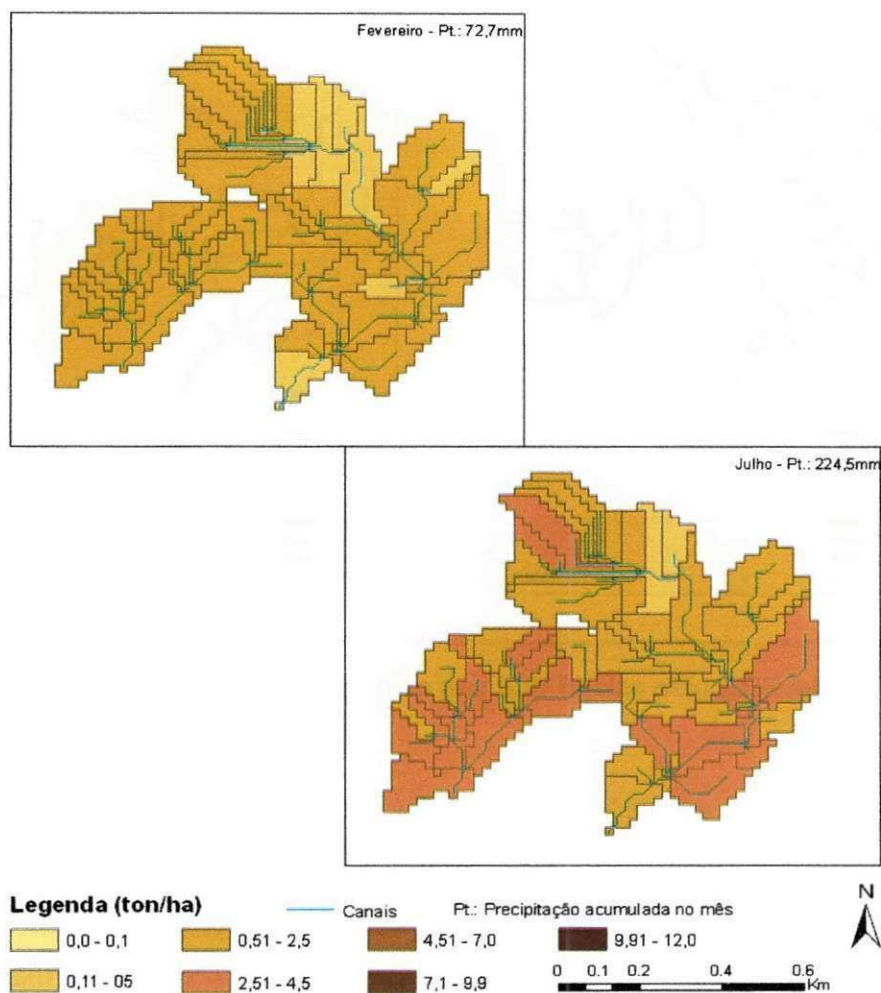 Fevereiro - Pt.: 72,7mm
Julho - Pt.: 224,5mm
Legenda (ton/ha)
Canais
Pt.: Precipitação acumulada no mês
N
0,0 - 0,1
0,51 - 2,5
4,51 - 7,0
9,91 - 12,0
0,11 - 05
2,51 - 4,5
7,1 - 9,9
0 0.1 0.2 0.4 0.6
Km